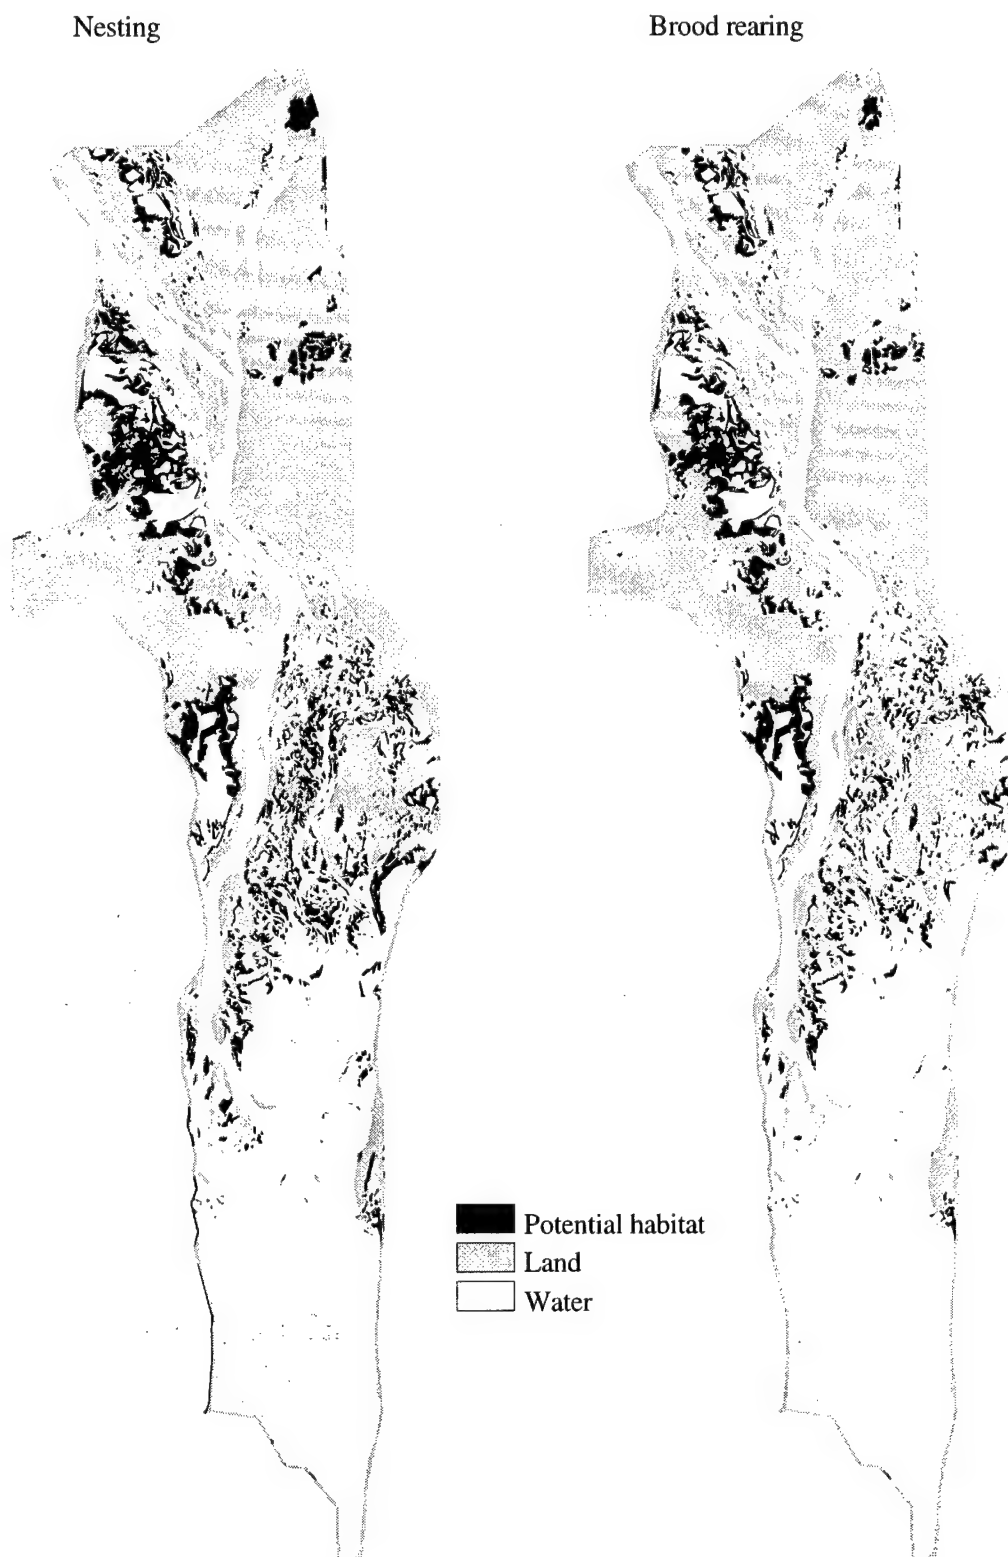 Nesting
Brood rearing
Potential habitat
Land
Water